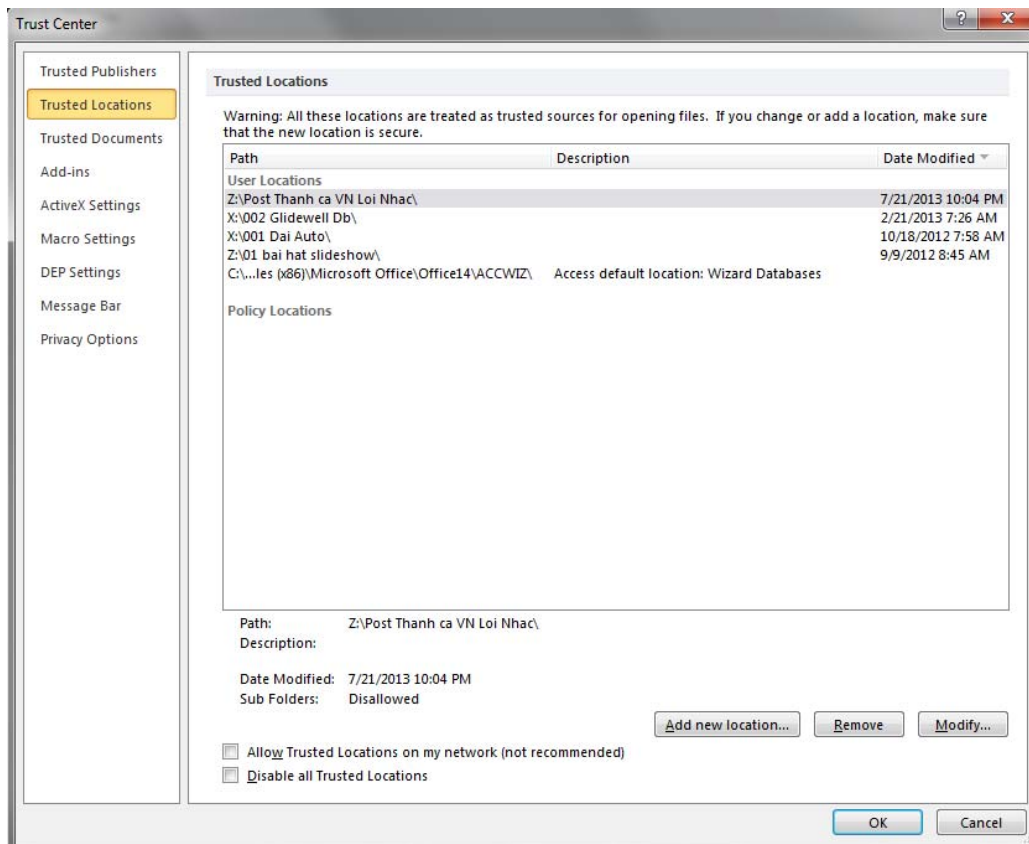 Trust Center
Trusted Publishers
Trusted Locations
Trusted Documents
Add-ins
ActiveX Settings
Macro Settings
DEP Settings
Message Bar
Privacy Options
Trusted Locations
Warning: All these locations are treated as trusted sources for opening files. If you change or add a location, make sure
that the new location is secure.
Path Description Date Modified
User Locations
Z:\Post Thanh ca VN Loi Nhac\ 7/21/2013 10:04 PM
X:\002 Glidewell Db\ 2/21/2013 7:26 AM
X:\001 Dai Auto\ 10/18/2012 7:58 AM
Z:\01 bai hat slideshow\ 9/9/2012 8:45 AM
C:\...les (x86)\Microsoft Office\Office14\ACCWIZ\ Access default location: Wizard Databases
Policy Locations
Path: Z:\Post Thanh ca VN Loi Nhac\
Description:
Date Modified: 7/21/2013 10:04 PM
Sub Folders: Disallowed
Add new location... Remove Modify...
Allow Trusted Locations on my network (not recommended)
Disable all Trusted Locations
OK Cancel